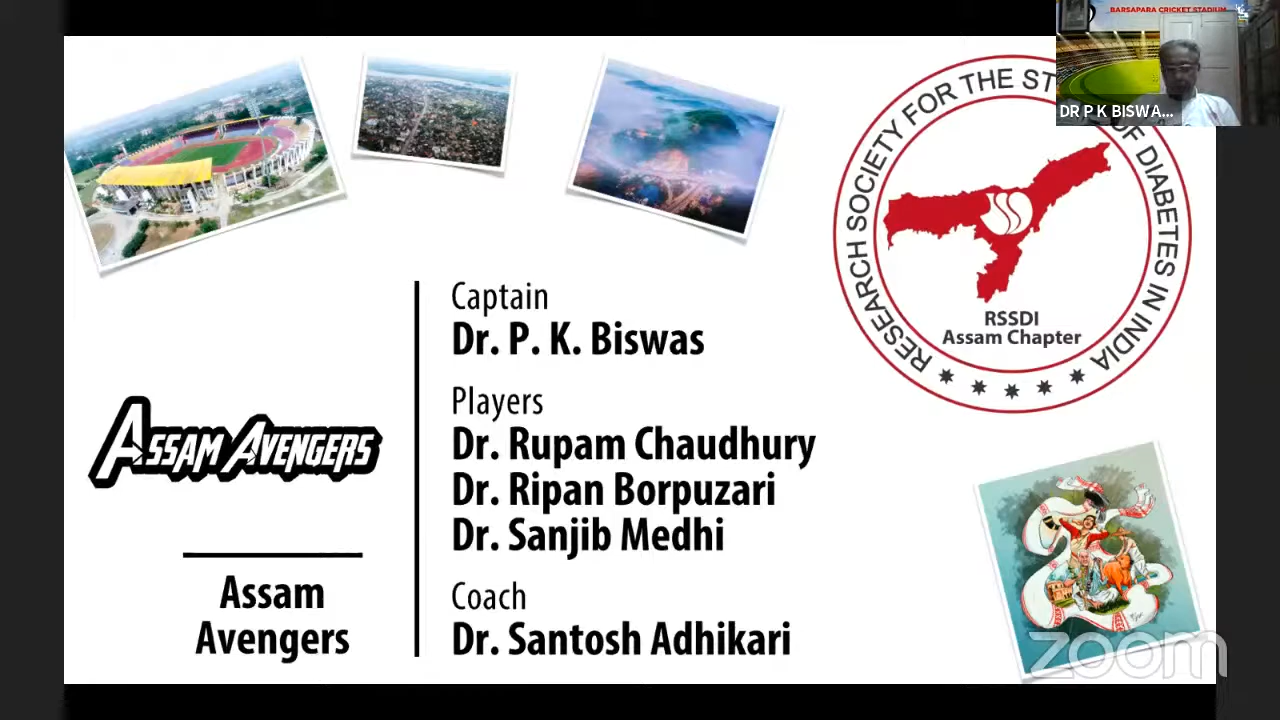 BARSAPARA CRICKET STADIUM
DR P K BISWA...
RESEARCH SOCIETY FOR THE ST
OF DIABETES IN INDIA
RSSDI
Assam Chapter
Captain
Dr. P. K. Biswas
Players
Dr. Rupam Chaudhury
Dr. Ripan Borpuzari
Dr. Sanjib Medhi
Coach
Dr. Santosh Adhikari
ASSAM AVENGERS
Assam
Avengers
zoom